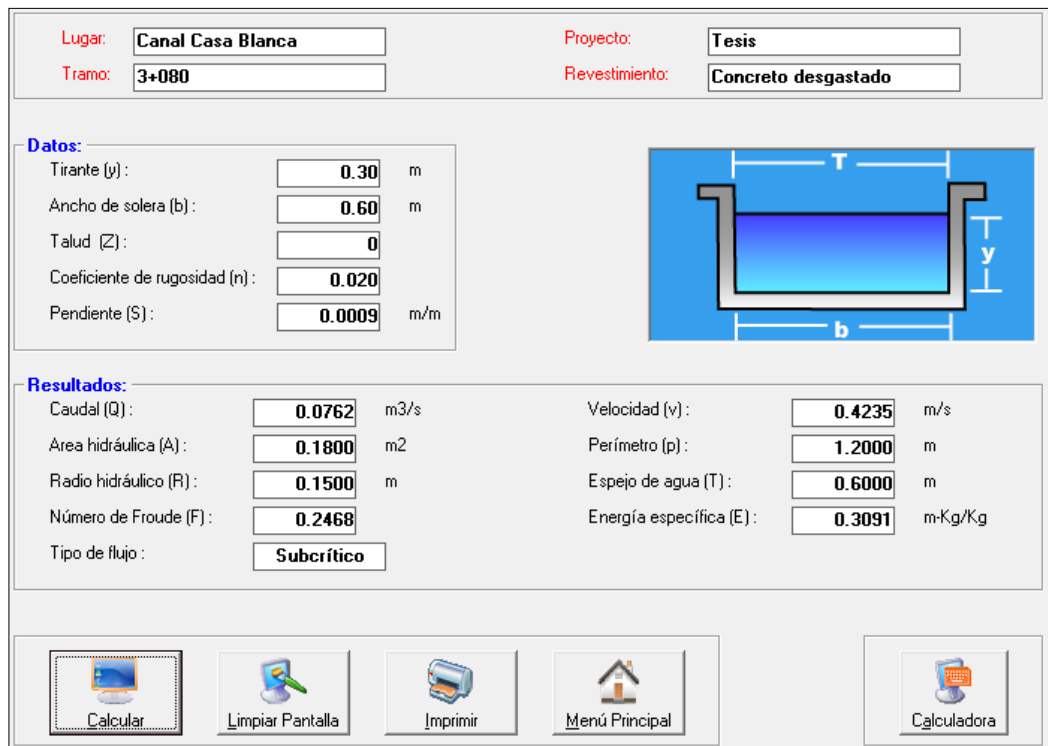 Lugar: Canal Casa Blanca Proyecto: Tesis
Tramo: 3+080 Revestimiento: Concreto desgastado
Datos:
Tirante (y) : 0.30 m
Ancho de solera (b) : 0.60 m
Talud (Z) : 0
Coeficiente de rugosidad (n) : 0.020
Pendiente (S) : 0.0009 m/m
T
y
b
Resultados:
Caudal (Q) : 0.0762 m3/s Velocidad (v) : 0.4235 m/s
Area hidráulica (A) : 0.1800 m2 Perímetro (p) : 1.2000 m
Radio hidráulico (R) : 0.1500 m Espejo de agua (T) : 0.6000 m
Número de Froude (F) : 0.2468 Energía específica (E) : 0.3091 m-Kg/Kg
Tipo de flujo : Subcrítico
Calcular Limpiar Pantalla Imprimir Menú Principal Calculadora